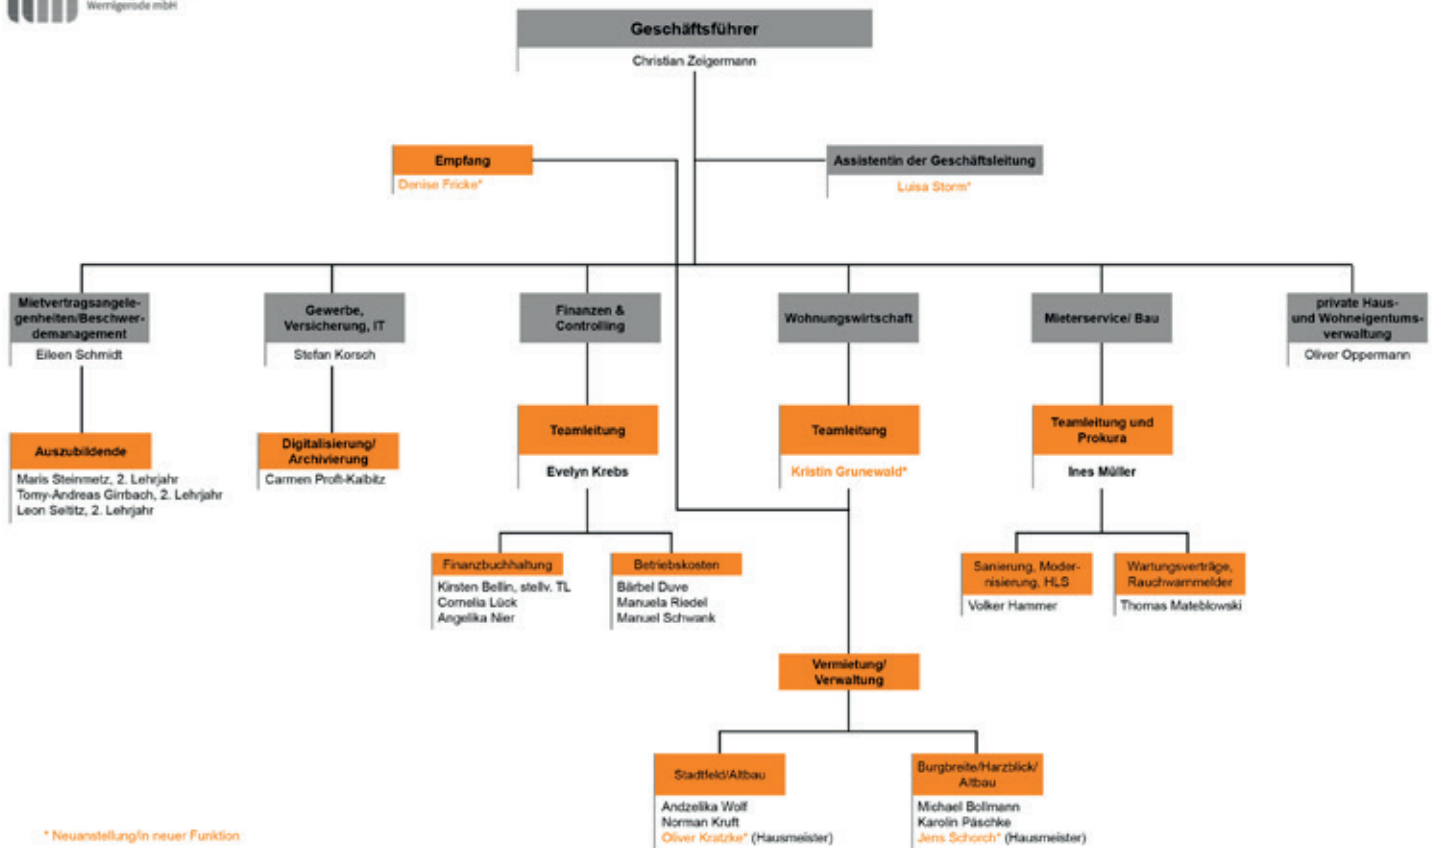 Wernigerode mbH
Geschäftsführer
Christian Zeigermann
Empfang
Denise Fricke*
Assistentin der Geschäftsleitung
Luisa Storm*
Mietvertragsangele-
genheiten/Beschwer-
demanagement
Eileen Schmidt
Gewerbe,
Versicherung, IT
Stefan Korsch
Finanzen &
Controlling
Wohnungswirtschaft
Mieterservice/ Bau
private Haus-
und Wohneigentums-
verwaltung
Oliver Oppermann
Auszubildende
Maris Steinmetz, 2. Lehrjahr
Tomy-Andreas Girrbach, 2. Lehrjahr
Leon Seltitz, 2. Lehrjahr
Digitalisierung/
Archivierung
Carmen Proft-Kalbitz
Teamleitung
Evelyn Krebs
Teamleitung
Kristin Grunewald*
Teamleitung und
Prokura
Ines Müller
Finanzbuchhaltung
Kirsten Bellin, stellv. TL
Cornelia Lück
Angelika Nier
Betriebskosten
Bärbel Duve
Manuela Riedel
Manuel Schwank
Sanierung, Moder-
nisierung, HLS
Volker Hammer
Wartungsverträge,
Rauchwarnmelder
Thomas Mateblowski
Vermietung/
Verwaltung
Stadtfeld/Altbau
Andzelika Wolf
Norman Kruft
Oliver Kratzke* (Hausmeister)
Burgbreite/Harzblick/
Altbau
Michael Bollmann
Karolin Päschke
Jens Schorch* (Hausmeister)
* Neuanstellung/in neuer Funktion